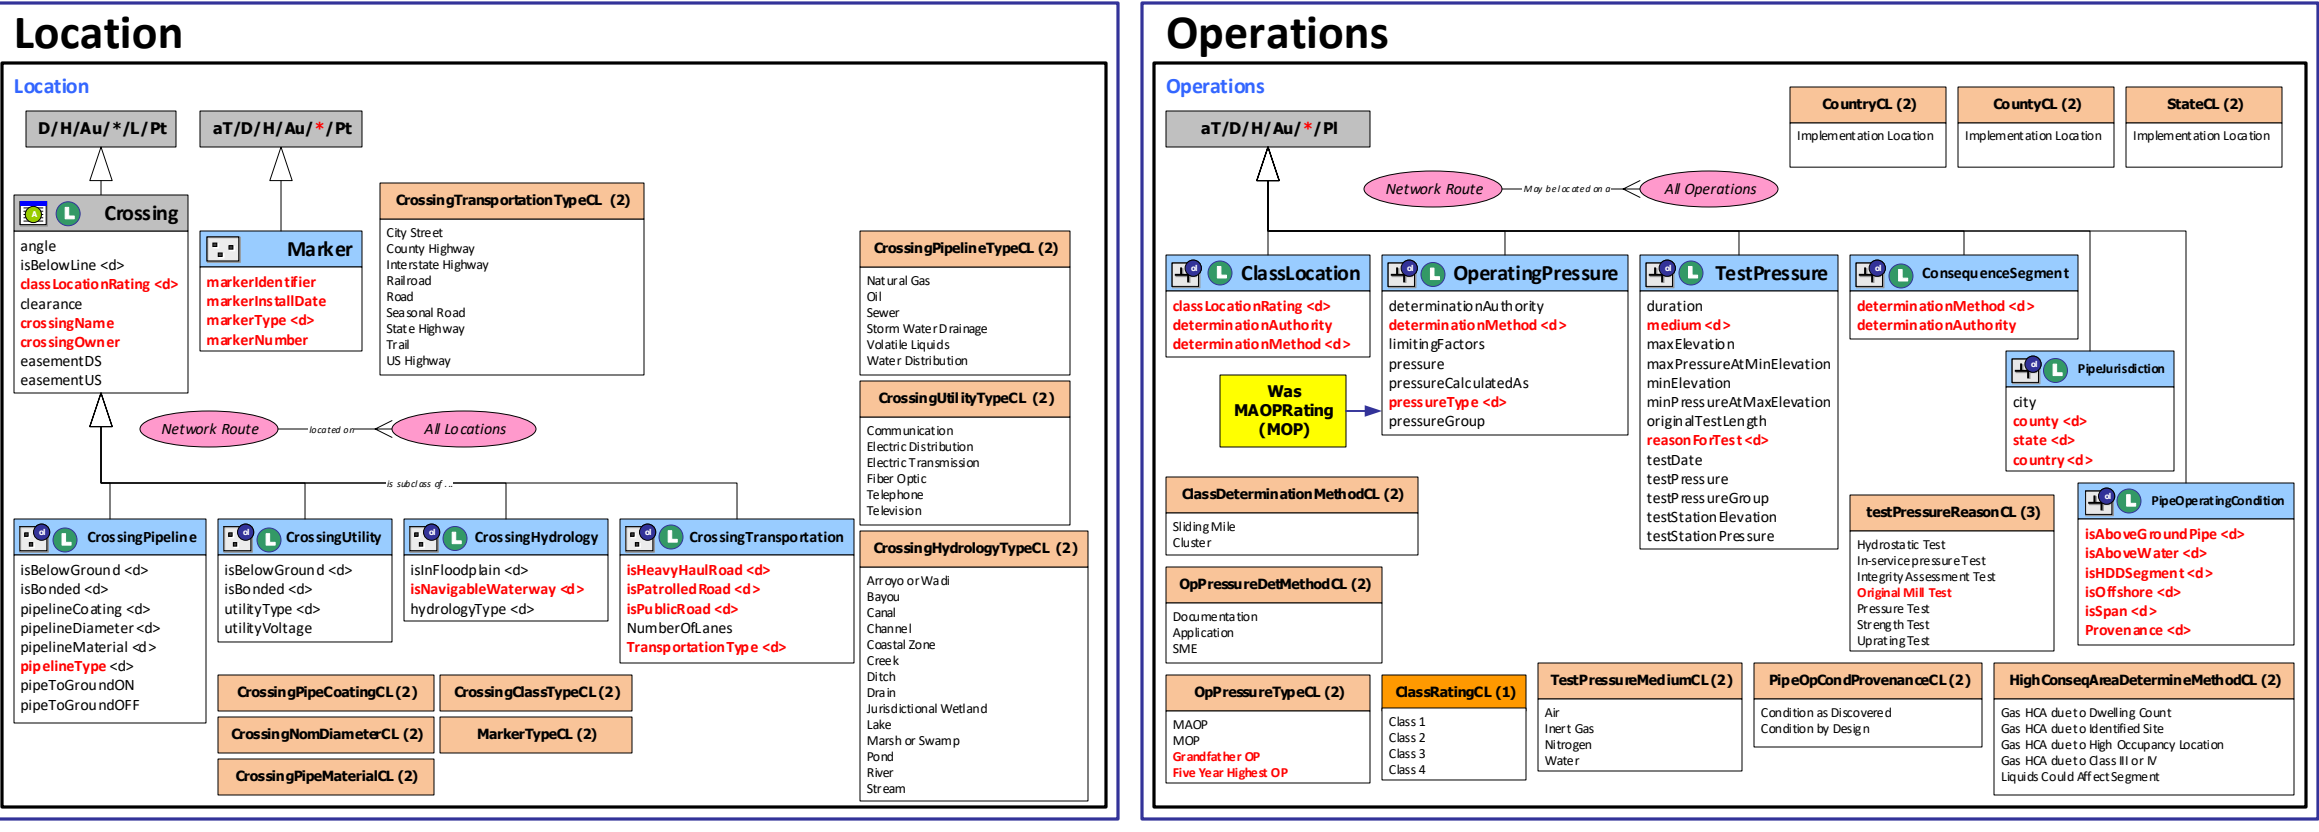 Location
Location
D/H/Au/*/L/Pt
aT/D/H/Au/*/Pt
A
L
Crossing
angle
isBelowLine <d>
classLocationRating <d>
clearance
crossingName
crossingOwner
easementDS
easementUS
Marker
markerIdentifier
markerInstallDate
markerType <d>
markerNumber
CrossingTransportationTypeCL (2)
City Street
County Highway
Interstate Highway
Railroad
Road
Seasonal Road
State Highway
Trail
US Highway
CrossingPipelineTypeCL (2)
Natural Gas
Oil
Sewer
Storm Water Drainage
Volatile Liquids
Water Distribution
CrossingUtilityTypeCL (2)
Communication
Electric Distribution
Electric Transmission
Fiber Optic
Telephone
Television
Network Route
located on
All Locations
is subclass of ...
ol
L
CrossingPipeline
isBelowGround <d>
isBonded <d>
pipelineCoating <d>
pipelineDiameter <d>
pipelineMaterial <d>
pipelineType <d>
pipeToGroundON
pipeToGroundOFF
ol
L
CrossingUtility
isBelowGround <d>
isBonded <d>
utilityType <d>
utilityVoltage
ol
L
CrossingHydrology
isInFloodplain <d>
isNavigableWaterway <d>
hydrologyType <d>
ol
L
CrossingTransportation
isHeavyHaulRoad <d>
isPatrolledRoad <d>
isPublicRoad <d>
NumberOfLanes
TransportationType <d>
CrossingHydrologyTypeCL (2)
Arroyo or Wadi
Bayou
Canal
Channel
Coastal Zone
Creek
Ditch
Drain
Jurisdictional Wetland
Lake
Marsh or Swamp
Pond
River
Stream
CrossingPipeCoatingCL (2)
CrossingClassTypeCL (2)
CrossingNomDiameterCL (2)
MarkerTypeCL (2)
CrossingPipeMaterialCL (2)
Operations
Operations
aT/D/H/Au/*/Pl
CountryCL (2)
Implementation Location
CountyCL (2)
Implementation Location
StateCL (2)
Implementation Location
Network Route
May be located on a
All Operations
ol
L
ClassLocation
classLocationRating <d>
determinationAuthority
determinationMethod <d>
ol
L
OperatingPressure
determinationAuthority
determinationMethod <d>
limitingFactors
pressure
pressureCalculatedAs
pressureType <d>
pressureGroup
ol
L
TestPressure
duration
medium <d>
maxElevation
maxPressureAtMinElevation
minElevation
minPressureAtMaxElevation
originalTestLength
reasonForTest <d>
testDate
testPressure
testPressureGroup
testStationElevation
testStationPressure
ol
L
ConsequenceSegment
determinationMethod <d>
determinationAuthority
ol
L
PipeJurisdiction
city
county <d>
state <d>
country <d>
Was
MAOPRating
(MOP)
ol
L
PipeOperatingCondition
isAboveGroundPipe <d>
isAboveWater <d>
isHDDSegment <d>
isOffshore <d>
isSpan <d>
Provenance <d>
ClassDeterminationMethodCL (2)
Sliding Mile
Cluster
OpPressureDetMethodCL (2)
Documentation
Application
SME
testPressureReasonCL (3)
Hydrostatic Test
In-service pressure Test
Integrity Assessment Test
Original Mill Test
Pressure Test
Strength Test
Uprating Test
OpPressureTypeCL (2)
MAOP
MOP
Grandfather OP
Five Year Highest OP
ClassRatingCL (1)
Class 1
Class 2
Class 3
Class 4
TestPressureMediumCL (2)
Air
Inert Gas
Nitrogen
Water
PipeOpCondProvenanceCL (2)
Condition as Discovered
Condition by Design
HighConseqAreaDetermineMethodCL (2)
Gas HCA due to Dwelling Count
Gas HCA due to Identified Site
Gas HCA due to High Occupancy Location
Gas HCA due to Class III or IV
Liquids Could Affect Segment